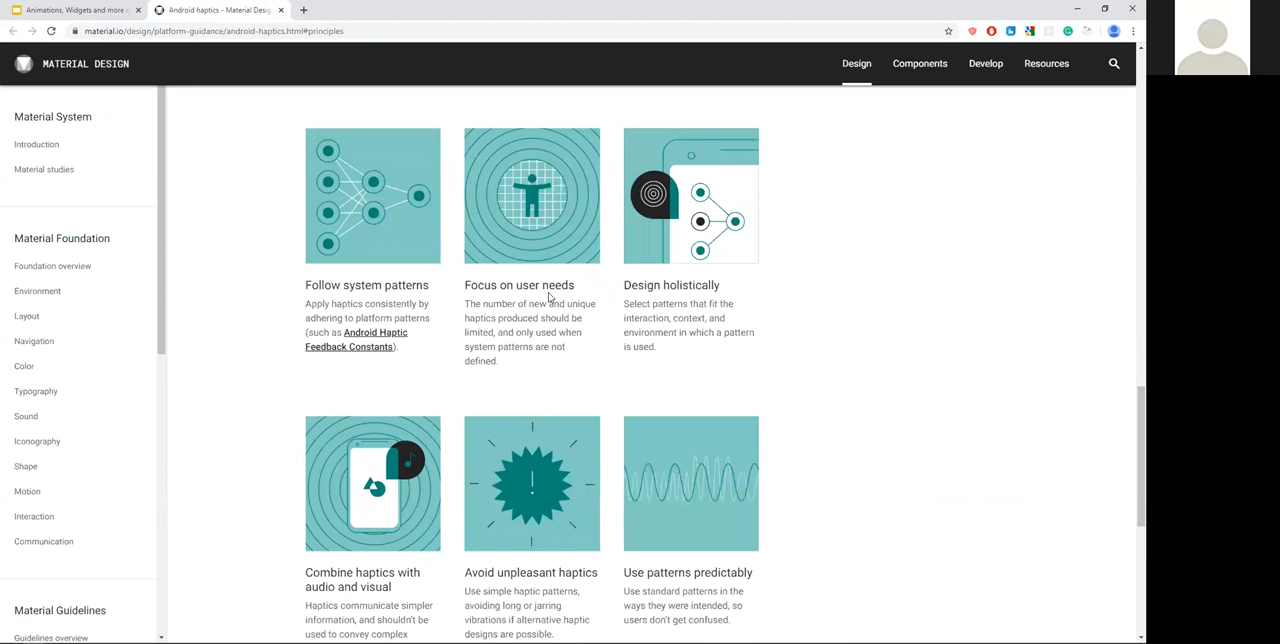 Animations, Widgets and more
Android haptics - Material Desig
material.io/design/platform-guidance/android-haptics.html#principles
MATERIAL DESIGN
Design
Components
Develop
Resources
Material System
Introduction
Material studies
Material Foundation
Foundation overview
Environment
Layout
Navigation
Color
Typography
Sound
Iconography
Shape
Motion
Interaction
Communication
Material Guidelines
Guidelines overview
Follow system patterns
Apply haptics consistently by
adhering to platform patterns
(such as Android Haptic
Feedback Constants).
Focus on user needs
The number of new and unique
haptics produced should be
limited, and only used when
system patterns are not
defined.
Design holistically
Select patterns that fit the
interaction, context, and
environment in which a pattern
is used.
Combine haptics with
audio and visual
Haptics communicate simpler
information, and shouldn't be
used to convey complex
Avoid unpleasant haptics
Use simple haptic patterns,
avoiding long or jarring
vibrations if alternative haptic
designs are possible.
Use patterns predictably
Use standard patterns in the
ways they were intended, so
users don't get confused.